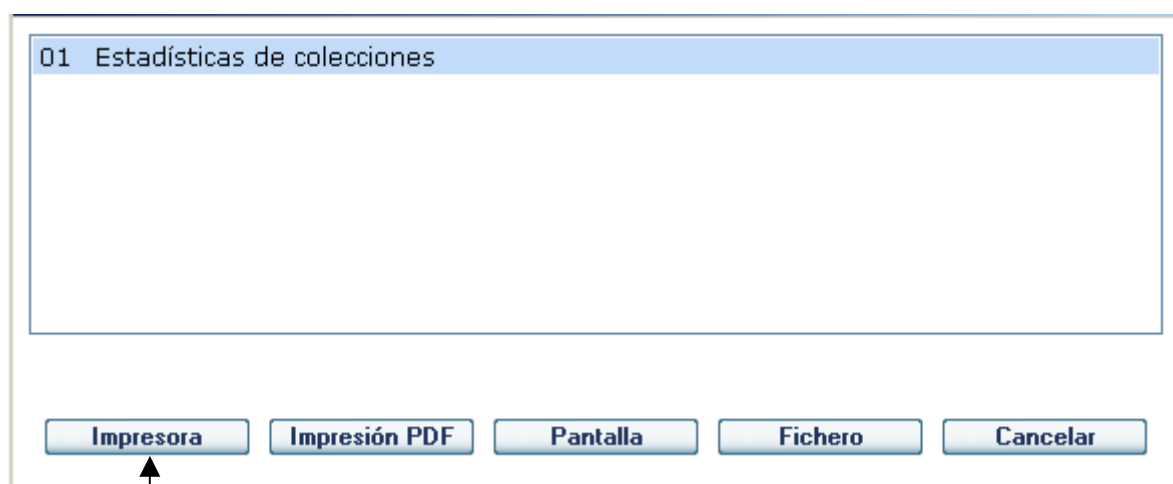 01 Estadísticas de colecciones
Impresora Impresión PDF Pantalla Fichero Cancelar